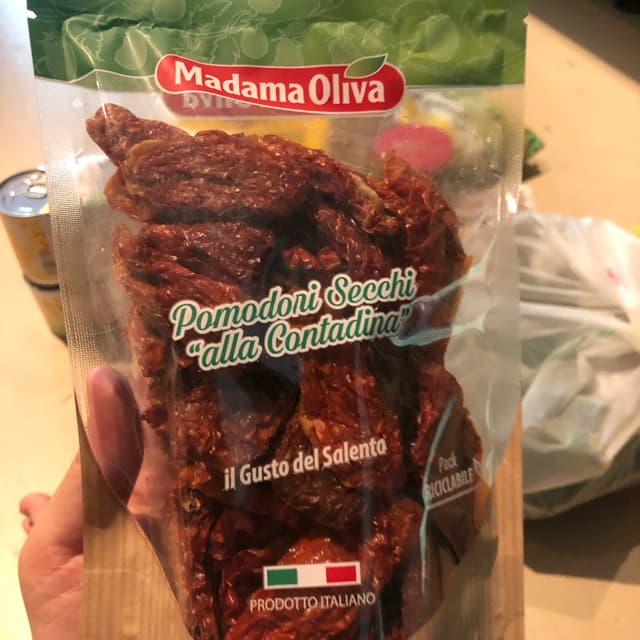 Madama Oliva
Pomodori Secchi
"alla Contadina"
il Gusto del Salento
Pack
RICICLABILE
PRODOTTO ITALIANO